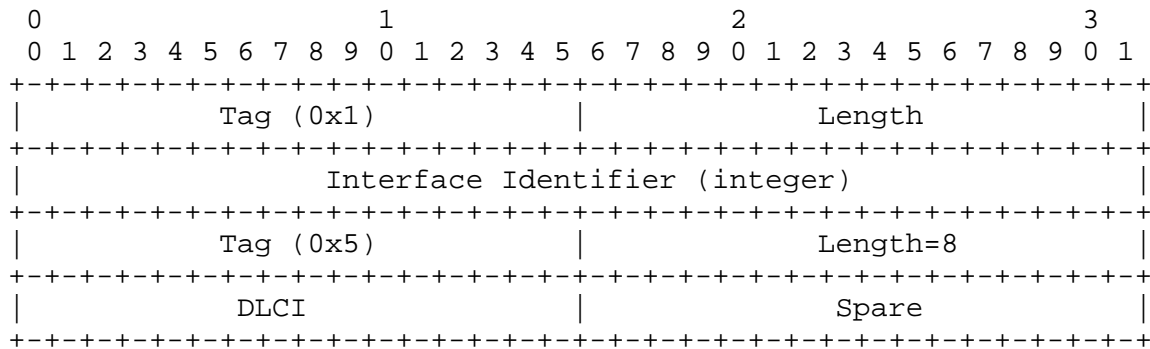 0                   1                   2                   3
 0 1 2 3 4 5 6 7 8 9 0 1 2 3 4 5 6 7 8 9 0 1 2 3 4 5 6 7 8 9 0 1
+-+-+-+-+-+-+-+-+-+-+-+-+-+-+-+-+-+-+-+-+-+-+-+-+-+-+-+-+-+-+-+-+
|           Tag (0x1)           |             Length            |
+-+-+-+-+-+-+-+-+-+-+-+-+-+-+-+-+-+-+-+-+-+-+-+-+-+-+-+-+-+-+-+-+
|                 Interface Identifier (integer)                |
+-+-+-+-+-+-+-+-+-+-+-+-+-+-+-+-+-+-+-+-+-+-+-+-+-+-+-+-+-+-+-+-+
|           Tag (0x5)           |             Length=8          |
+-+-+-+-+-+-+-+-+-+-+-+-+-+-+-+-+-+-+-+-+-+-+-+-+-+-+-+-+-+-+-+-+
|            DLCI               |              Spare            |
+-+-+-+-+-+-+-+-+-+-+-+-+-+-+-+-+-+-+-+-+-+-+-+-+-+-+-+-+-+-+-+-+